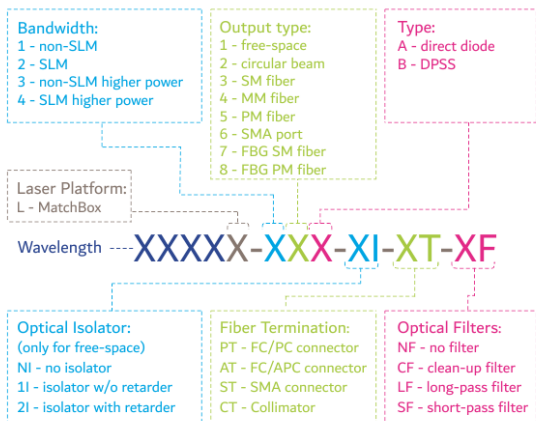 Bandwidth:
1 - non-SLM
2 - SLM
3 - non-SLM higher power
4 - SLM higher power
Output type:
1 - free-space
2 - circular beam
3 - SM fiber
4 - MM fiber
5 - PM fiber
6 - SMA port
7 - FBG SM fiber
8 - FBG PM fiber
Type:
A - direct diode
B - DPSS
Laser Platform:
L - MatchBox
Wavelength
XXXXX-XXX-XI-XT-XF
Optical Isolator:
(only for free-space)
NI - no isolator
1I - isolator w/o retarder
2I - isolator with retarder
Fiber Termination:
PT - FC/PC connector
AT - FC/APC connector
ST - SMA connector
CT - Collimator
Optical Filters:
NF - no filter
CF - clean-up filter
LF - long-pass filter
SF - short-pass filter